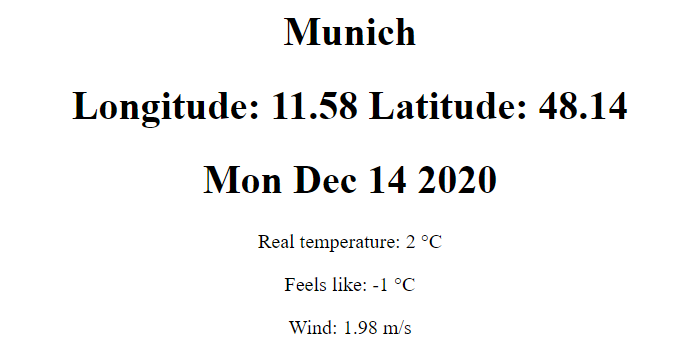 Munich
Longitude: 11.58 Latitude: 48.14
Mon Dec 14 2020
Real temperature: 2 °C
Feels like: -1 °C
Wind: 1.98 m/s